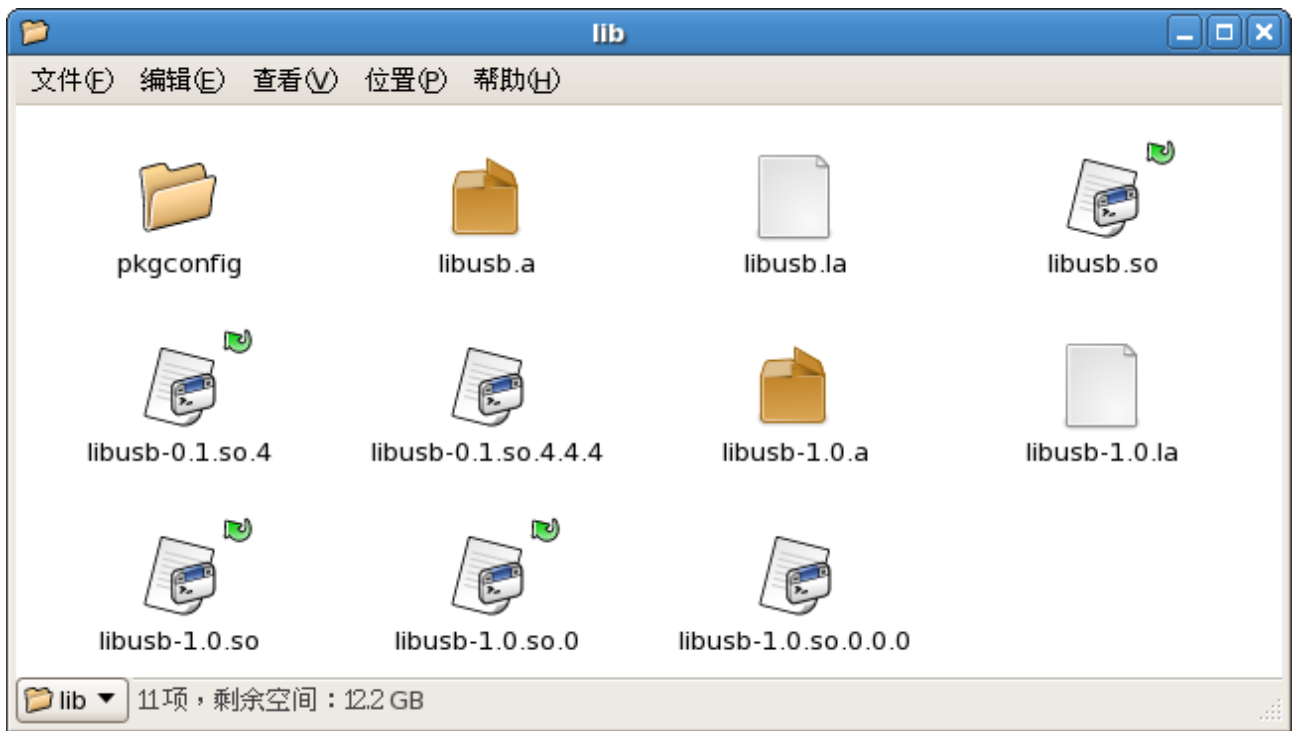 lib
文件(F) 编辑(E) 查看(V) 位置(P) 帮助(H)
pkgconfig libusb.a libusb.la libusb.so
libusb-0.1.so.4 libusb-0.1.so.4.4.4 libusb-1.0.a libusb-1.0.la
libusb-1.0.so libusb-1.0.so.0 libusb-1.0.so.0.0.0
lib 11项，剩余空间：12.2 GB